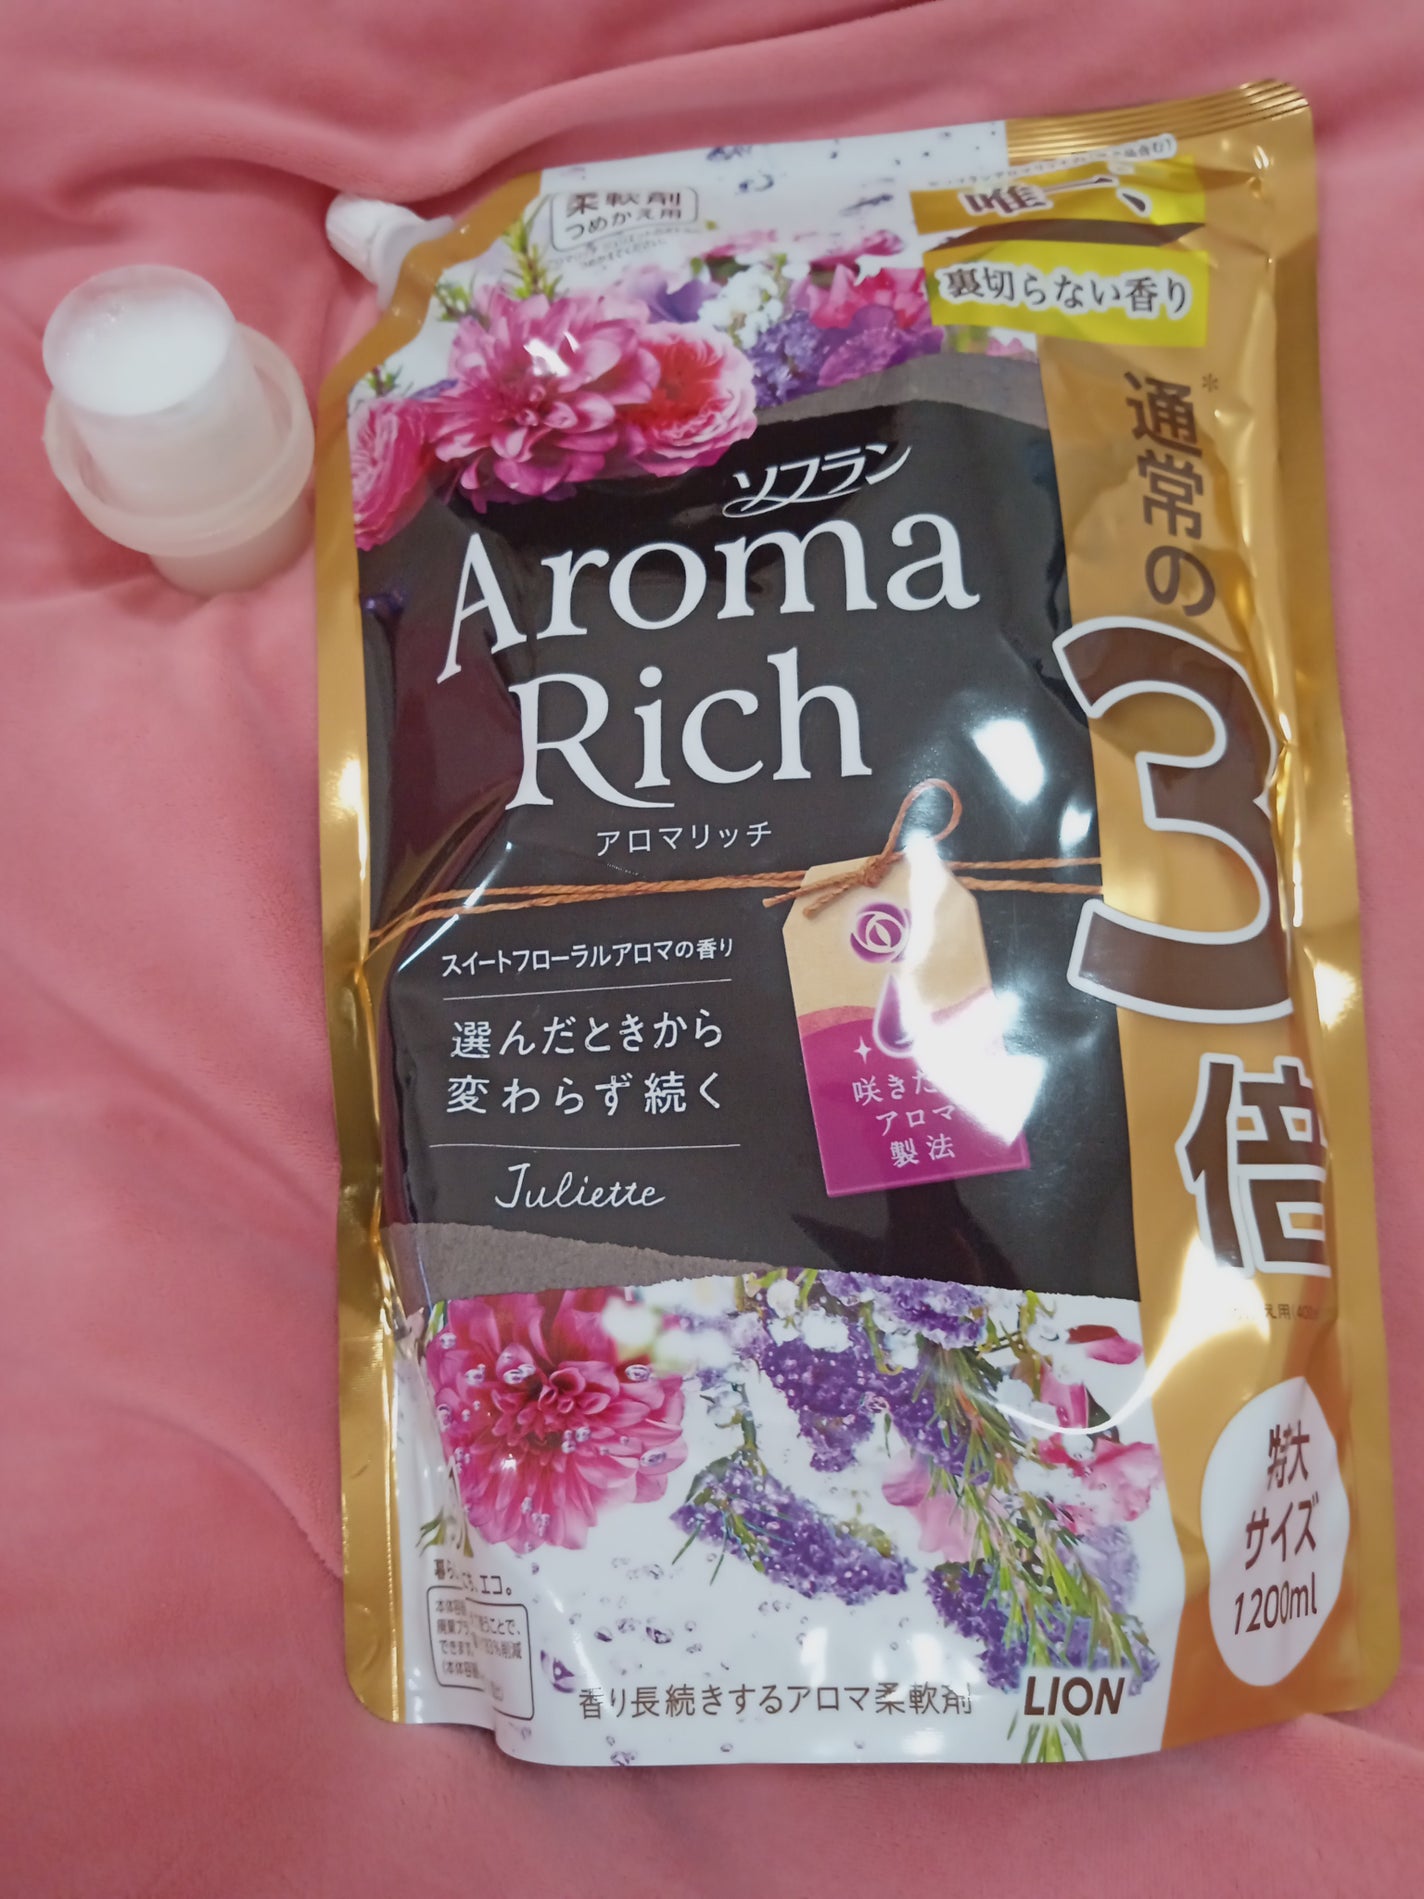 柔軟剤
つめかえ用
唯一、
裏切らない香り
通常の※
3
倍
ソフラン
Aroma
Rich
アロマリッチ
スイートフローラルアロマの香り
選んだときから
変わらず続く
Juliette
咲きた
アロマ
製法
特大
サイズ
1200ml
香り長続きするアロマ柔軟剤
LION